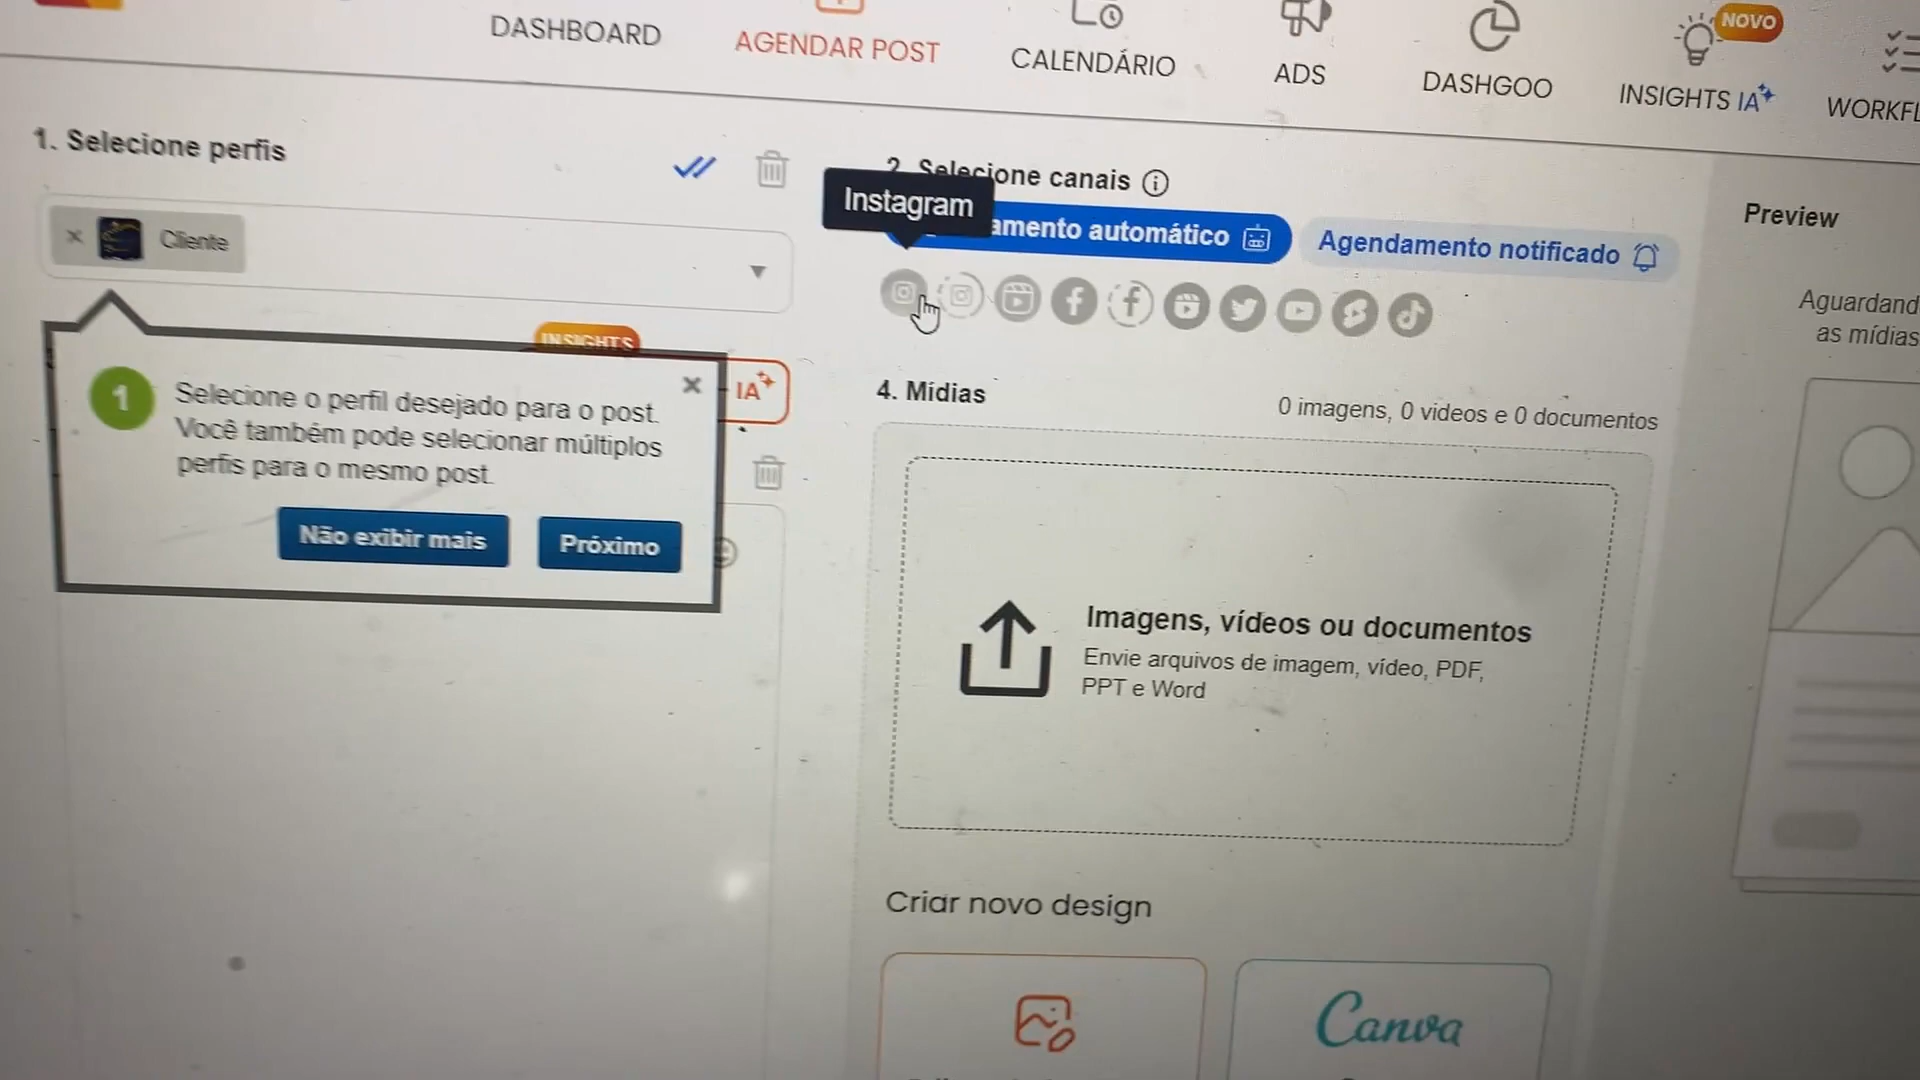 DASHBOARD
AGENDAR POST
CALENDÁRIO
ADS
DASHGOO
NOVO
INSIGHTS IA
WORKFL
1. Selecione perfis
Cliente
INSIGHTS
IA
1
Selecione o perfil desejado para o post.
Você também pode selecionar múltiplos
perfis para o mesmo post.
Não exibir mais
Próximo
2. Selecione canais
Instagram
amento automático
Agendamento notificado
4. Mídias
0 imagens, 0 videos e 0 documentos
Imagens, vídeos ou documentos
Envie arquivos de imagem, vídeo, PDF,
PPT e Word
Criar novo design
Canva
Preview
Aguardand
as mídias